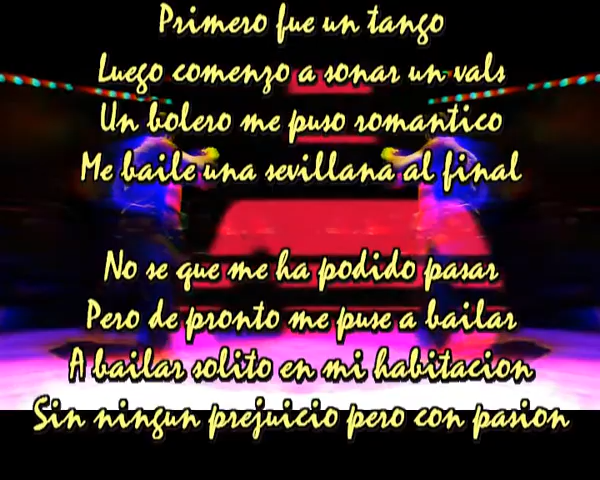 Primero fue un tango
Luego comenzo a sonar un vals
Un bolero me puso romantico
Me baile una sevillana al final
No se que me ha podido pasar
Pero de pronto me puse a bailar
A bailar solito en mi habitacion
Sin ningun prejuicio pero con pasion